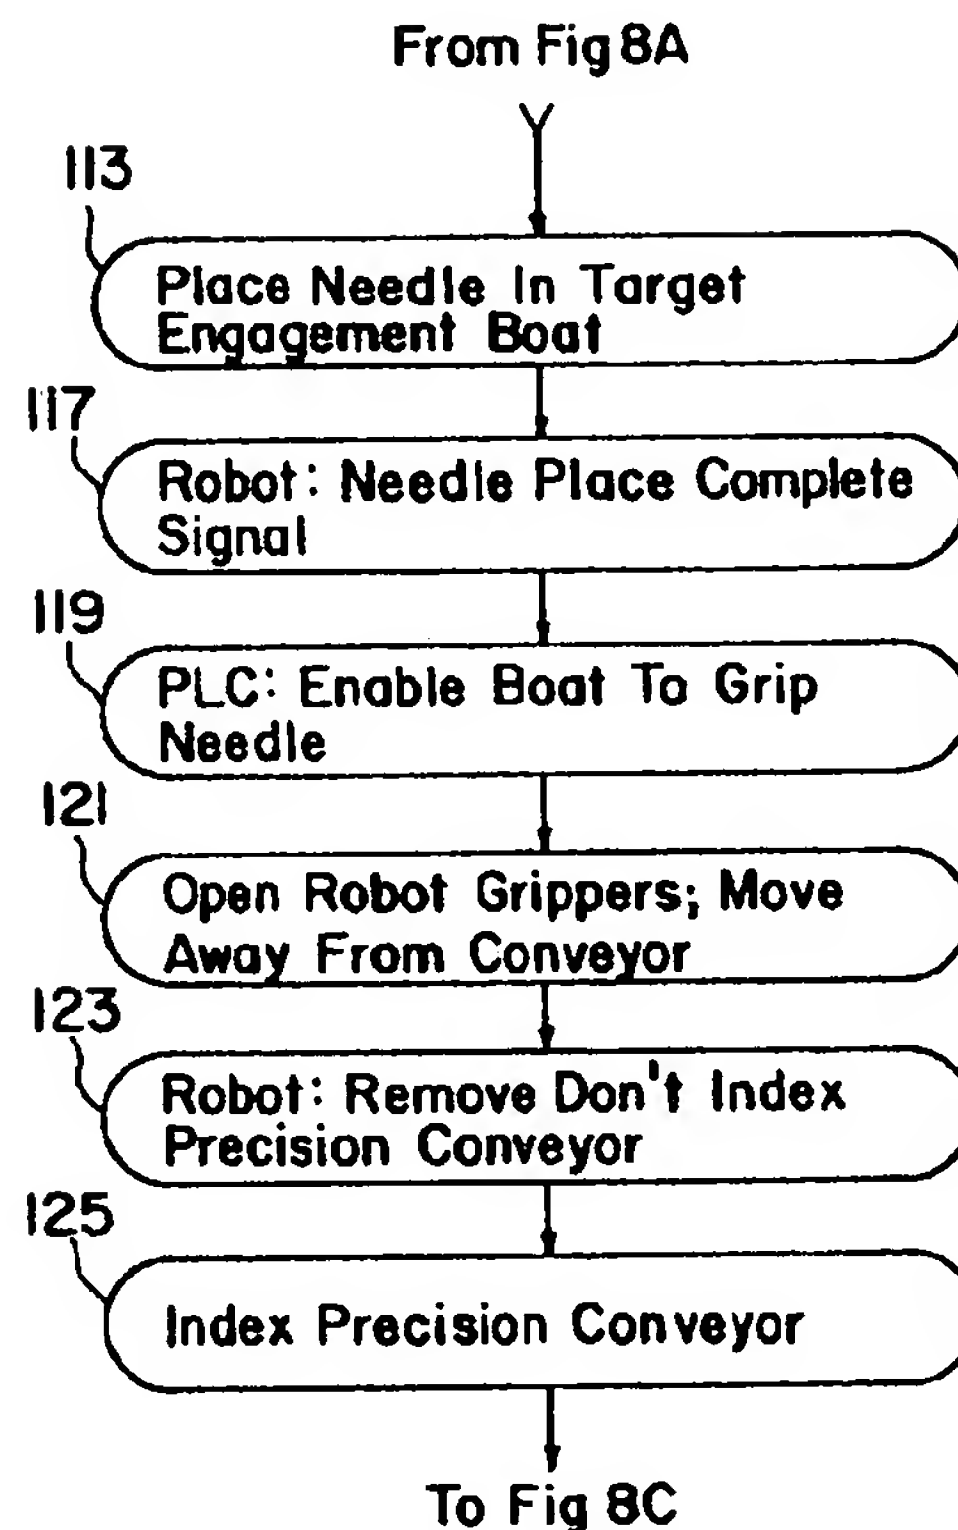 From Fig 8A
113
Place Needle In Target
Engagement Boat
117
Robot: Needle Place Complete
Signal
119
PLC: Enable Boat To Grip
Needle
121
Open Robot Grippers; Move
Away From Conveyor
123
Robot: Remove Don't Index
Precision Conveyor
125
Index Precision Conveyor
To Fig 8C